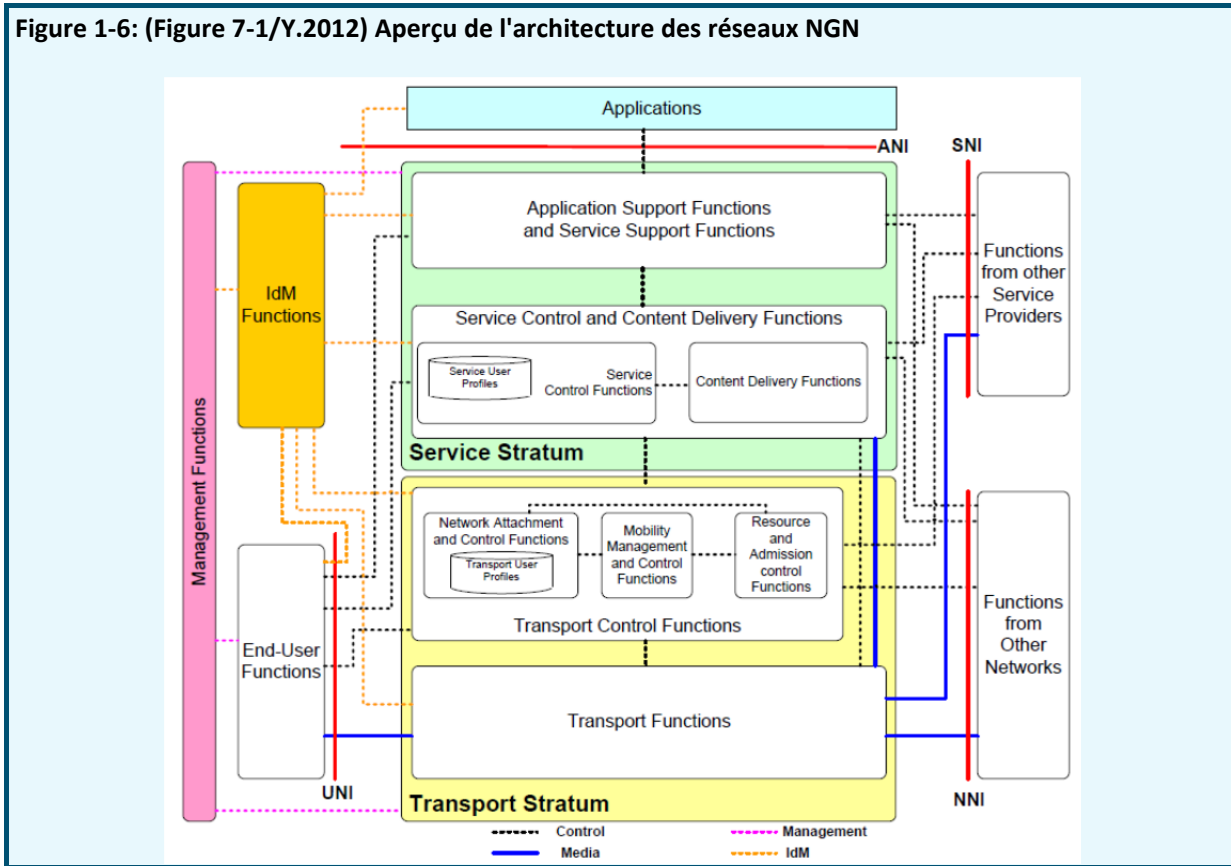 Figure 1-6: (Figure 7-1/Y.2012) Aperçu de l'architecture des réseaux NGN
Applications
ANI
SNI
Management Functions
IdM
Functions
Application Support Functions
and Service Support Functions
Functions
from other
Service
Providers
Service Control and Content Delivery Functions
Service User
Profiles
Service
Control Functions
Content Delivery Functions
Service Stratum
Network Attachment
and Control Functions
Transport User
Profiles
Mobility
Management
and Control
Functions
Resource
and
Admission
control
Functions
Transport Control Functions
End-User
Functions
Functions
from
Other
Networks
Transport Functions
UNI
Transport Stratum
NNI
Control
Management
Media
IdM